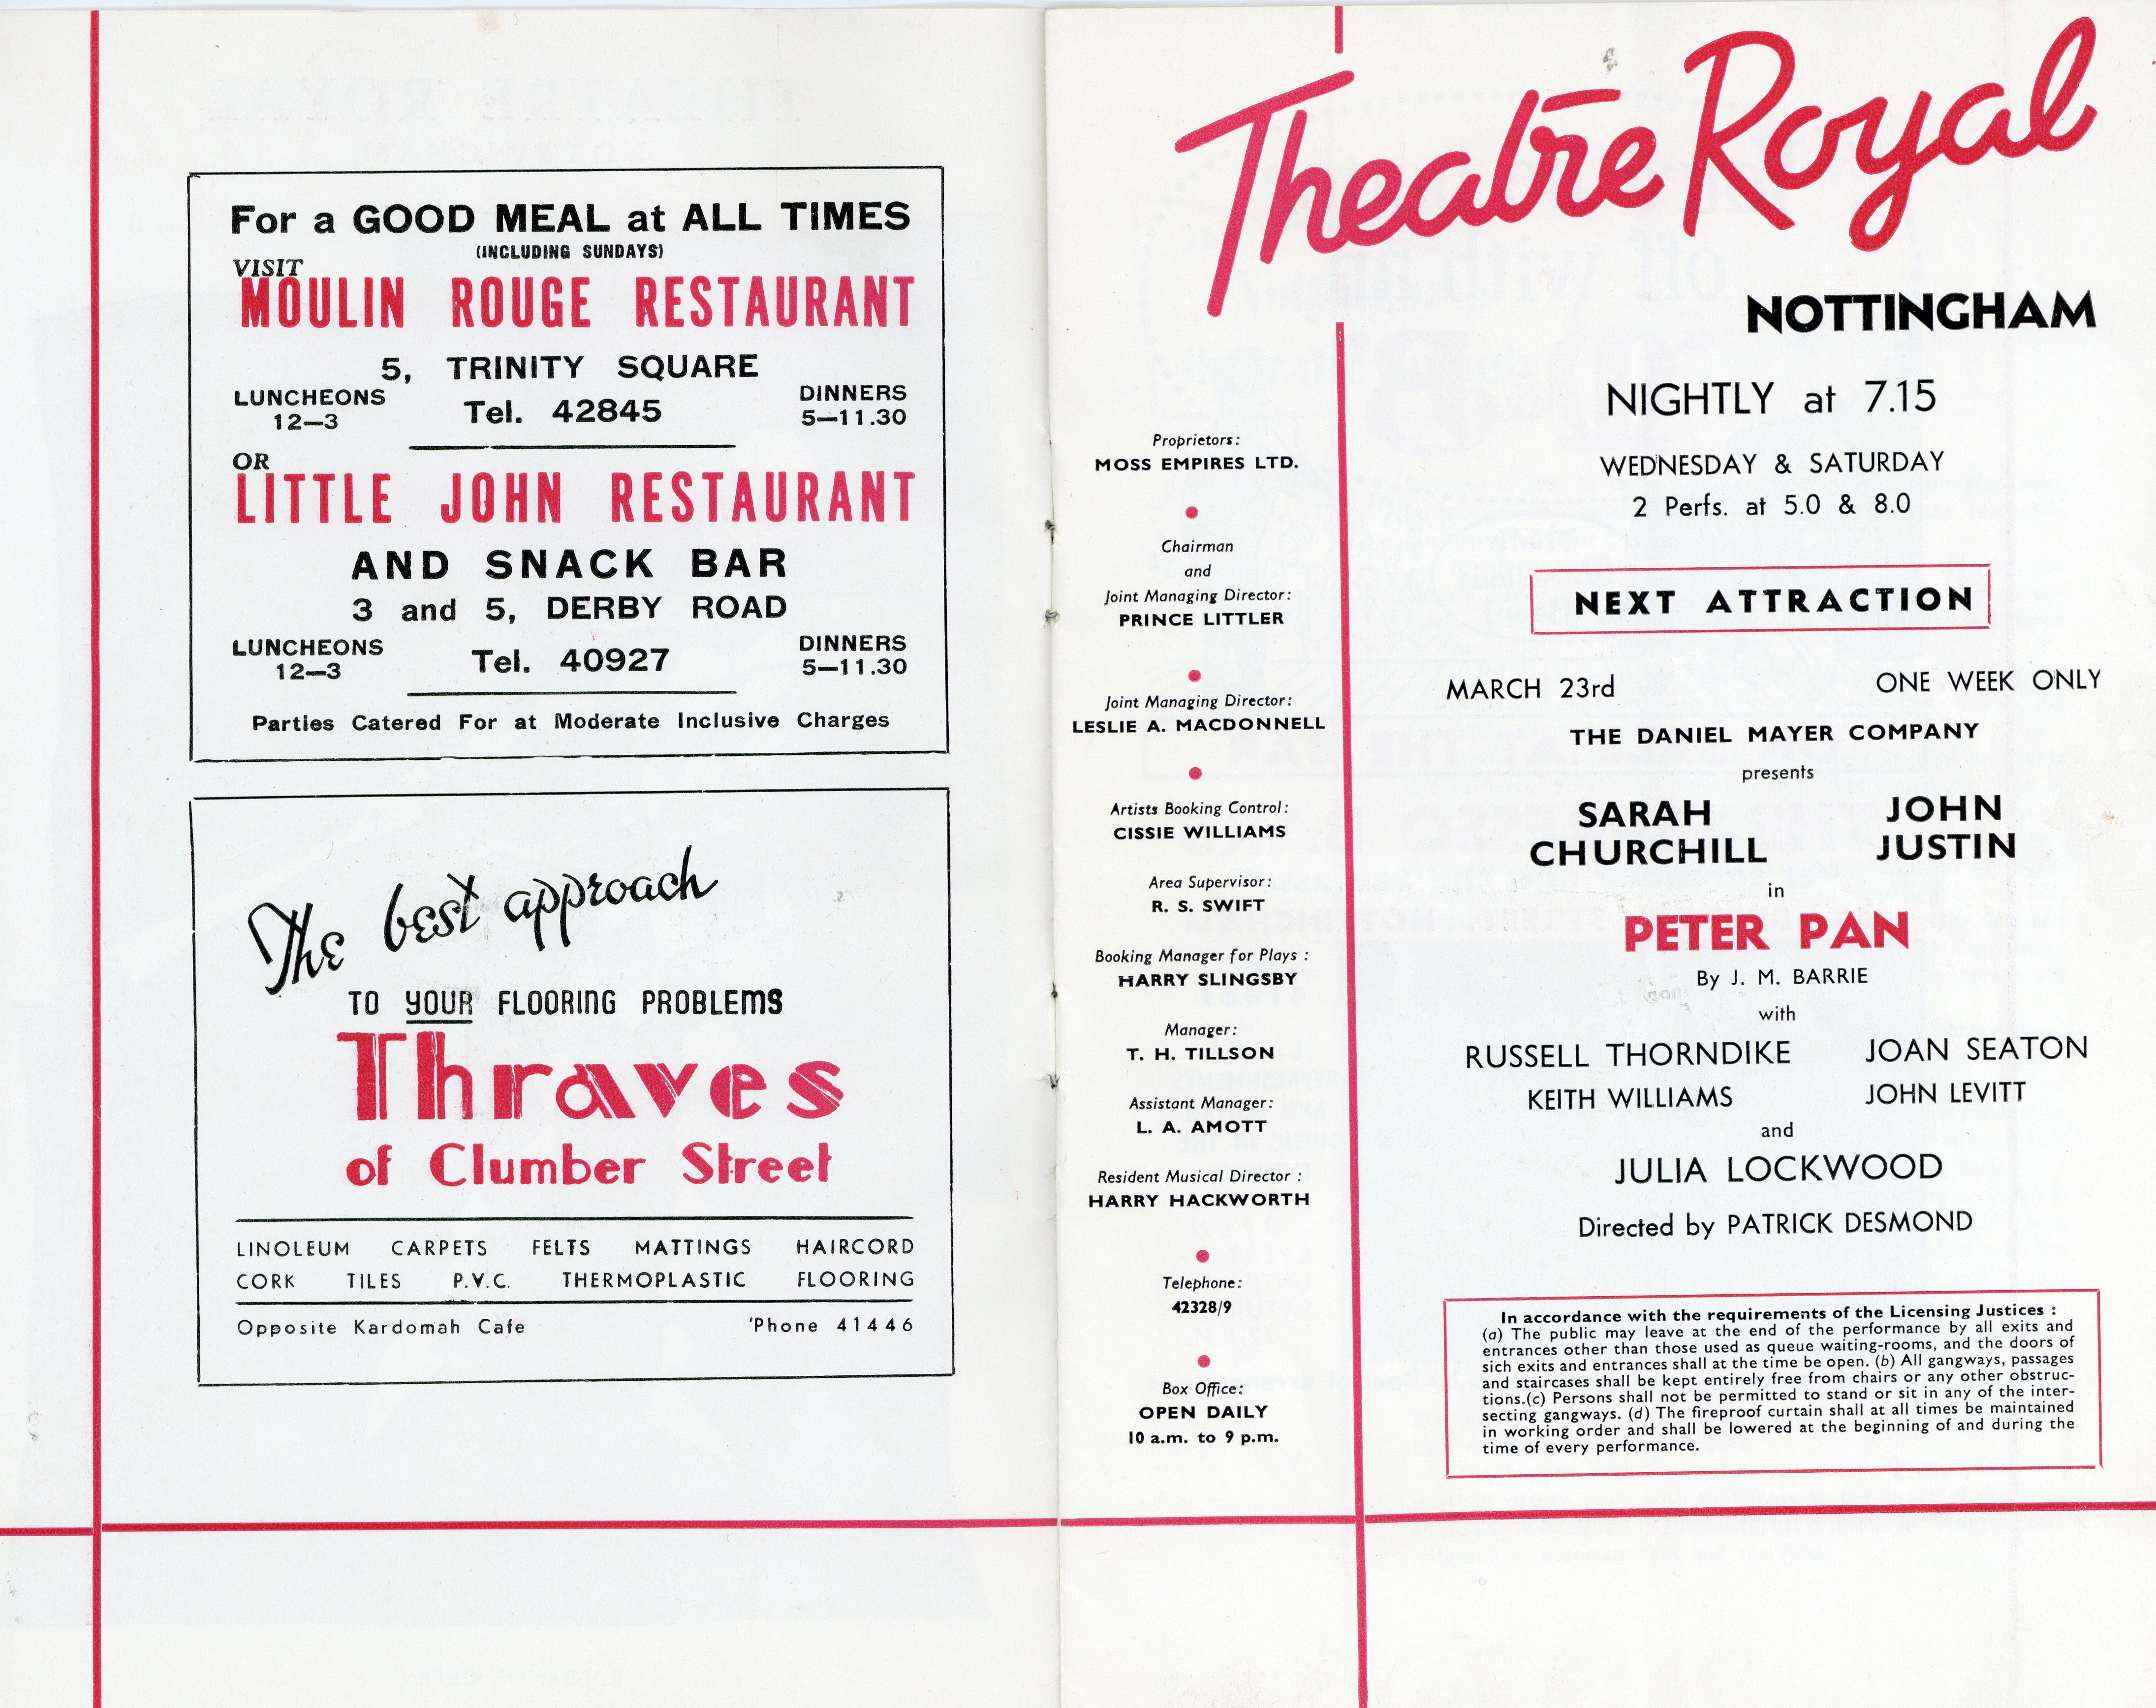 For a GOOD MEAL at ALL TIMES
(INCLUDING SUNDAYS)
VISIT
MOULIN ROUGE RESTAURANT
5, TRINITY SQUARE
LUNCHEONS
12—3
Tel. 42845
DINNERS
5—11.30
OR
LITTLE JOHN RESTAURANT
AND SNACK BAR
3 and 5, DERBY ROAD
LUNCHEONS
12—3
Tel. 40927
DINNERS
5—11.30
Parties Catered For at Moderate Inclusive Charges
The best approach
TO YOUR FLOORING PROBLEMS
Thraves
of Clumber Street
LINOLEUM CARPETS FELTS MATTINGS HAIRCORD
CORK TILES P.V.C. THERMOPLASTIC FLOORING
Opposite Kardomah Cafe 'Phone 41446
Theatre Royal
NOTTINGHAM
Proprietors:
MOSS EMPIRES LTD.
Chairman
and
Joint Managing Director:
PRINCE LITTLER
Joint Managing Director:
LESLIE A. MACDONNELL
Artists Booking Control:
CISSIE WILLIAMS
Area Supervisor:
R. S. SWIFT
Booking Manager for Plays :
HARRY SLINGSBY
Manager:
T. H. TILLSON
Assistant Manager:
L. A. AMOTT
Resident Musical Director :
HARRY HACKWORTH
Telephone:
42328/9
Box Office:
OPEN DAILY
10 a.m. to 9 p.m.
NIGHTLY at 7.15
WEDNESDAY & SATURDAY
2 Perfs. at 5.0 & 8.0
NEXT ATTRACTION
MARCH 23rd ONE WEEK ONLY
THE DANIEL MAYER COMPANY
presents
SARAH CHURCHILL
JOHN JUSTIN
in
PETER PAN
By J. M. BARRIE
with
RUSSELL THORNDIKE JOAN SEATON
KEITH WILLIAMS JOHN LEVITT
and
JULIA LOCKWOOD
Directed by PATRICK DESMOND
In accordance with the requirements of the Licensing Justices :
(a) The public may leave at the end of the performance by all exits and
entrances other than those used as queue waiting-rooms, and the doors of
sich exits and entrances shall at the time be open. (b) All gangways, passages
and staircases shall be kept entirely free from chairs or any other obstruc-
tions.(c) Persons shall not be permitted to stand or sit in any of the inter-
secting gangways. (d) The fireproof curtain shall at all times be maintained
in working order and shall be lowered at the beginning of and during the
time of every performance.